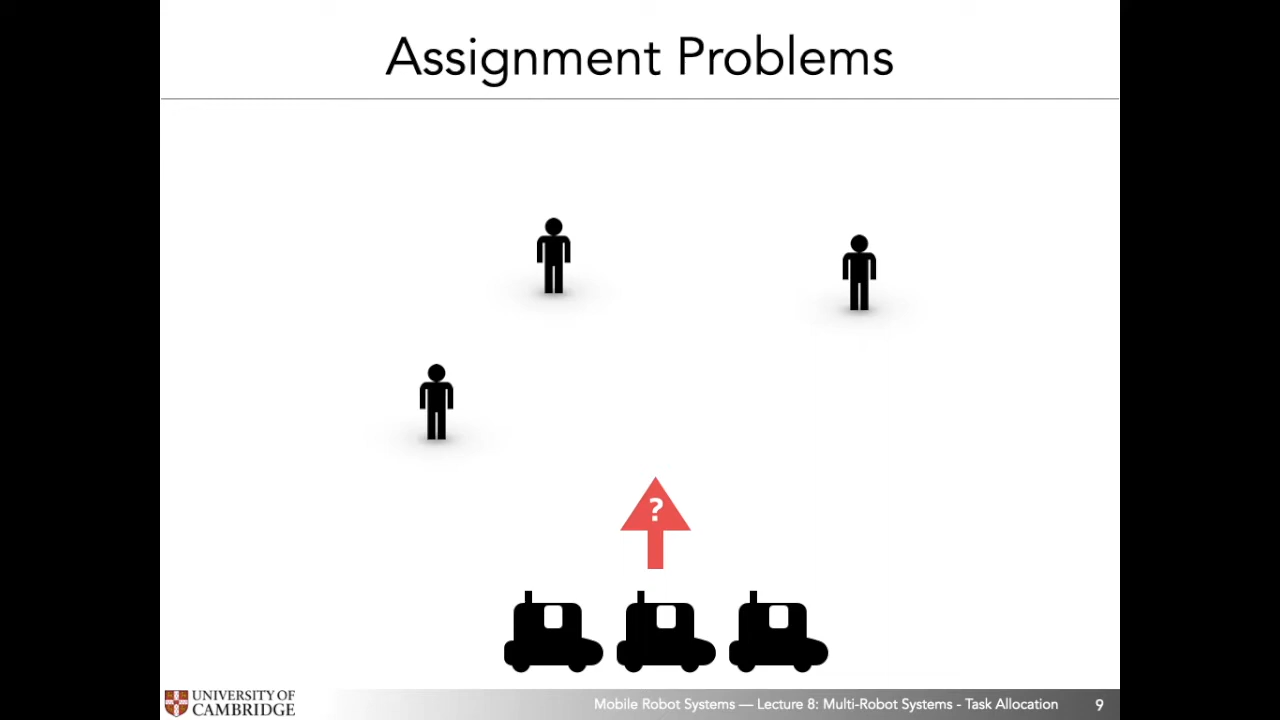 Assignment Problems
?
UNIVERSITY OF
CAMBRIDGE
Mobile Robot Systems — Lecture 8: Multi-Robot Systems - Task Allocation
9